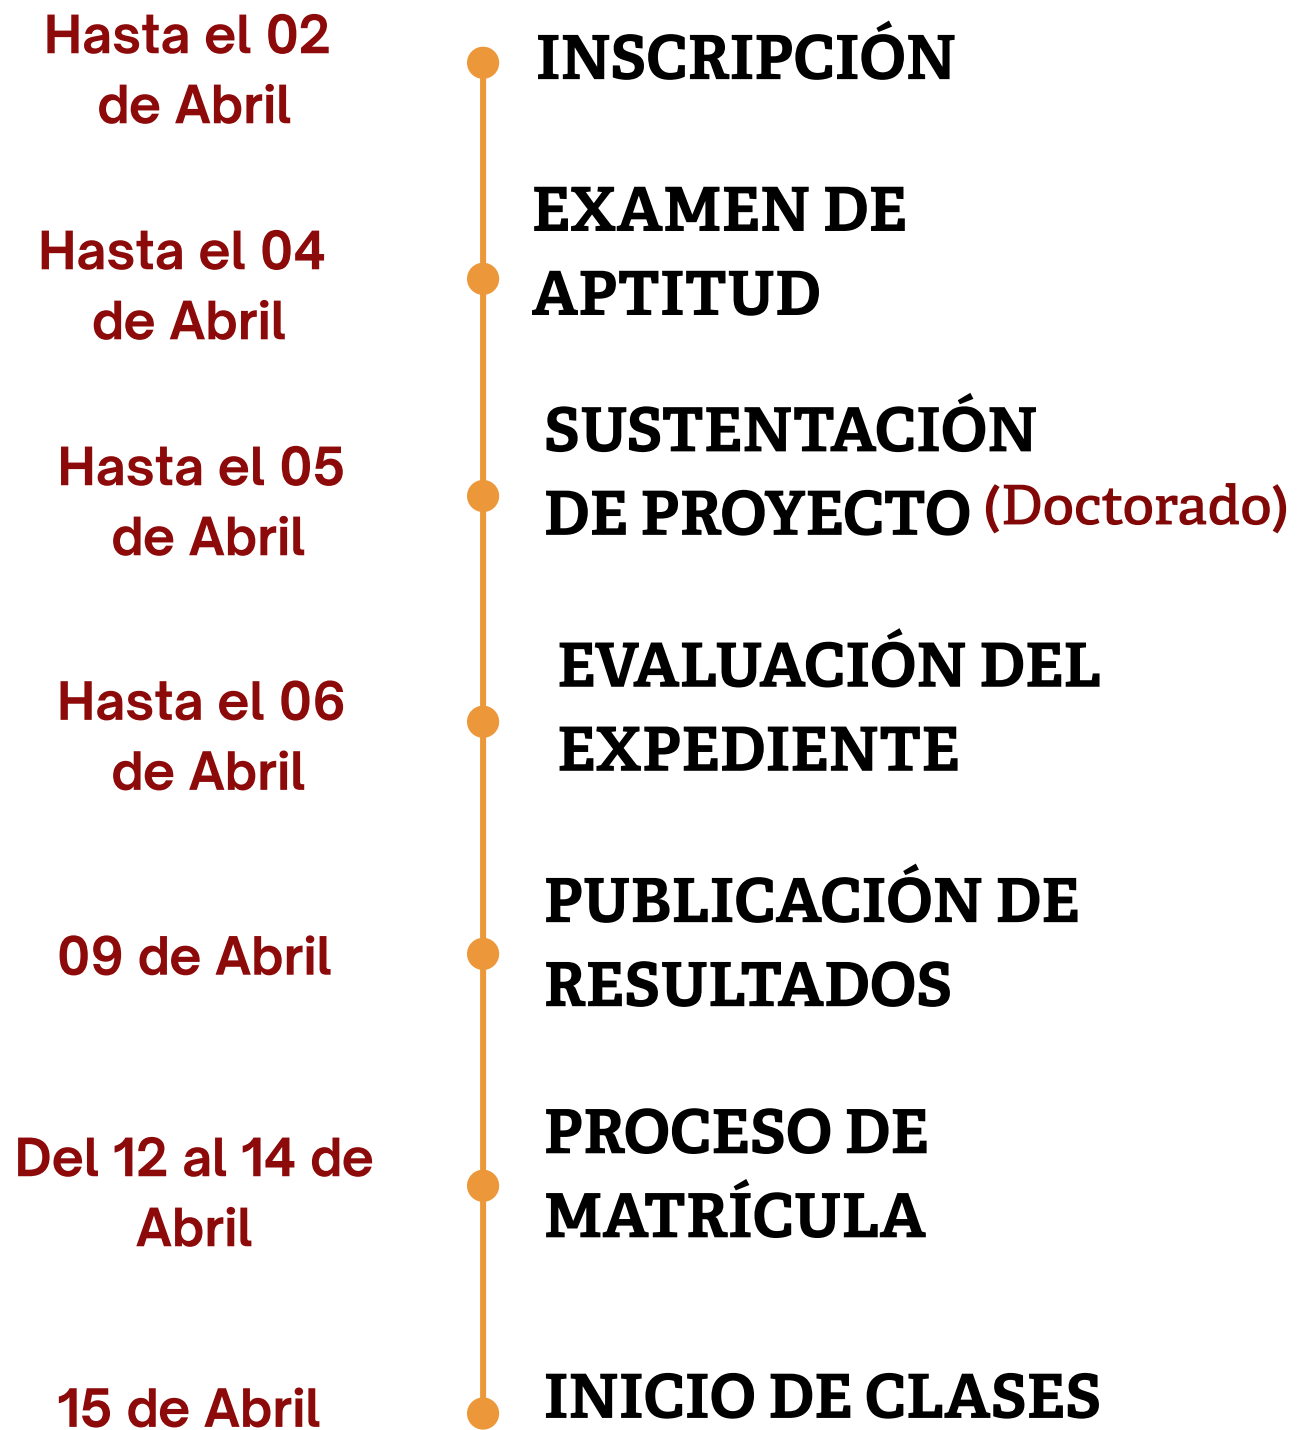 Hasta el 02
de Abril
INSCRIPCIÓN
Hasta el 04
de Abril
EXAMEN DE
APTITUD
Hasta el 05
de Abril
SUSTENTACIÓN
DE PROYECTO (Doctorado)
Hasta el 06
de Abril
EVALUACIÓN DEL
EXPEDIENTE
09 de Abril
PUBLICACIÓN DE
RESULTADOS
Del 12 al 14 de
Abril
PROCESO DE
MATRÍCULA
15 de Abril
INICIO DE CLASES